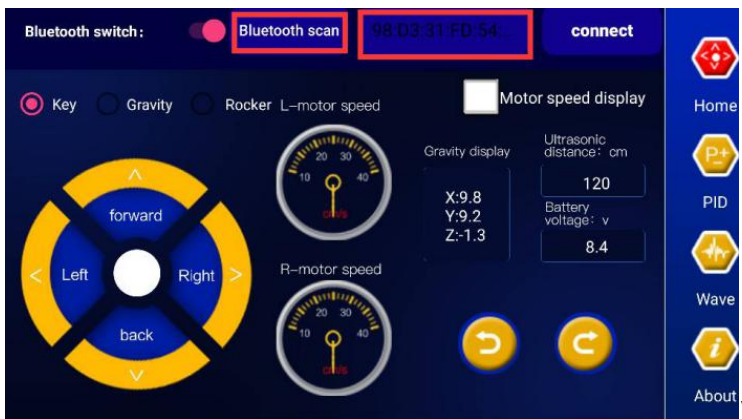 Bluetooth switch:
Bluetooth scan
98:D3:31:FD:54:...
connect
Key
Gravity
Rocker
L-motor speed
Motor speed display
10 20 30 40
cm/s
Gravity display
X:9.8
Y:9.2
Z:-1.3
Ultrasonic
distance: cm
120
Battery
voltage: v
8.4
forward
Left
Right
back
R-motor speed
10 20 30 40
cm/s
Home
P±
PID
Wave
i
About